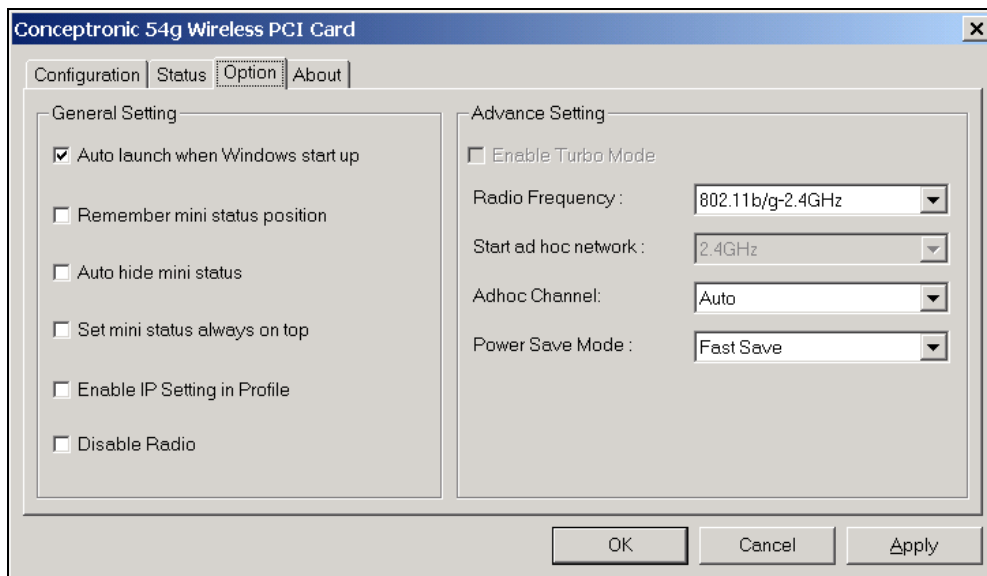 Conceptronic 54g Wireless PCI Card
Configuration Status Option About
General Setting
Auto launch when Windows start up
Remember mini status position
Auto hide mini status
Set mini status always on top
Enable IP Setting in Profile
Disable Radio
Advance Setting
Enable Turbo Mode
Radio Frequency : 802.11b/g-2.4GHz
Start ad hoc network : 2.4GHz
Adhoc Channel: Auto
Power Save Mode : Fast Save
OK Cancel Apply